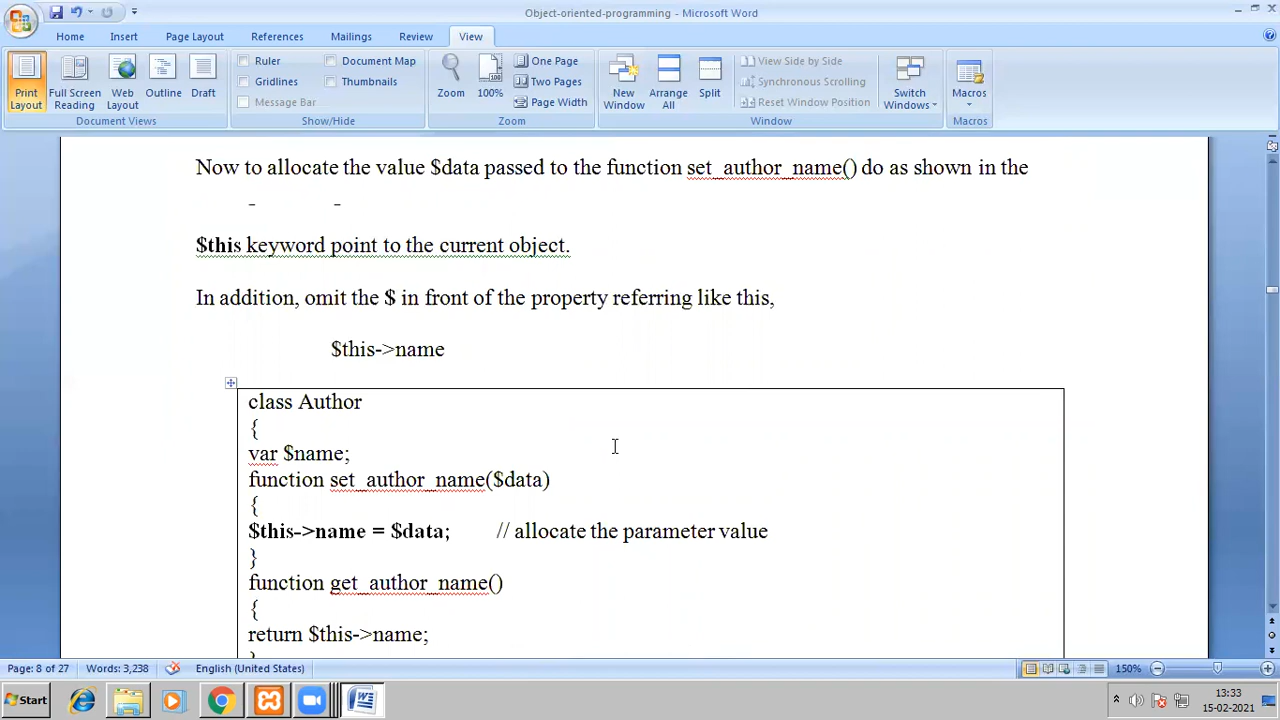 Object-oriented-programming - Microsoft Word
Home Insert Page Layout References Mailings Review View
Print Layout
Full Screen Reading
Web Layout
Outline
Draft
Document Views
Ruler
Gridlines
Message Bar
Document Map
Thumbnails
Show/Hide
Zoom
100%
One Page
Two Pages
Page Width
Zoom
New Window
Arrange All
Split
View Side by Side
Synchronous Scrolling
Reset Window Position
Switch Windows
Window
Macros
Macros
Now to allocate the value $data passed to the function set_author_name() do as shown in the
$this keyword point to the current object.
In addition, omit the $ in front of the property referring like this,
$this->name
class Author
{
var $name;
function set_author_name($data)
{
$this->name = $data; // allocate the parameter value
}
function get_author_name()
{
return $this->name;
}
Page: 8 of 27 Words: 3,238 English (United States) 150%
Start 13:33
15-02-2021